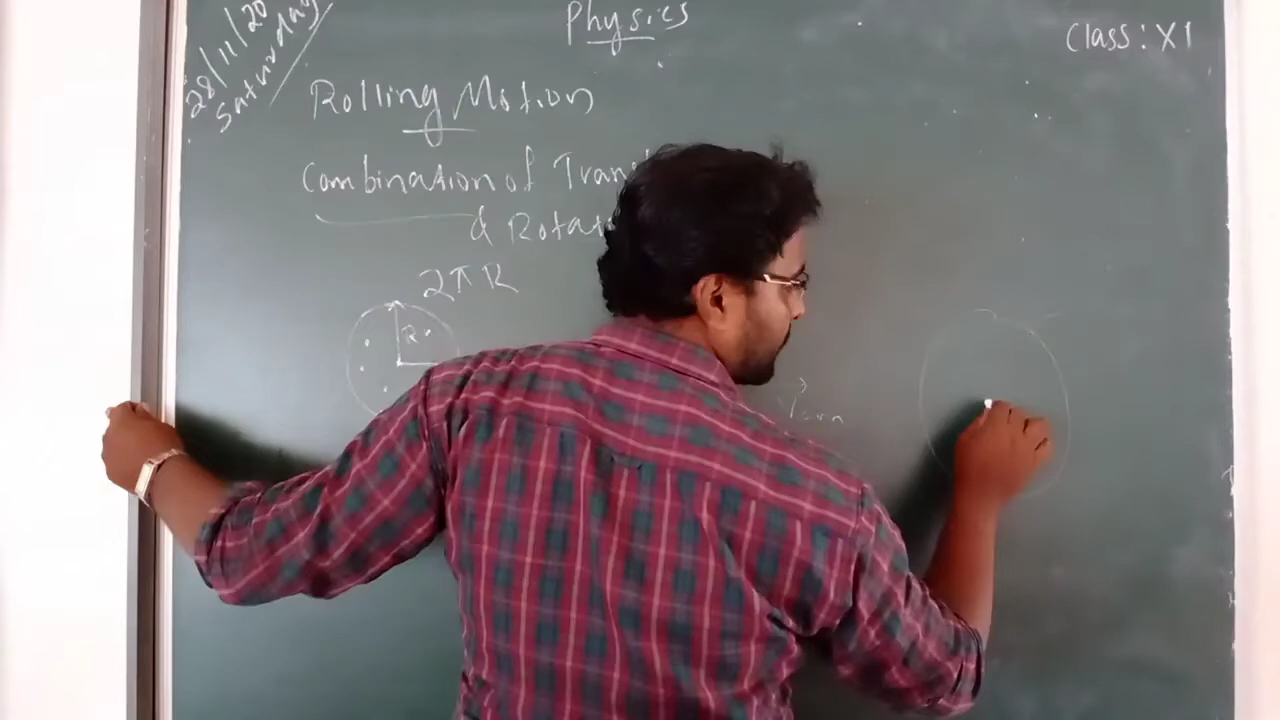 28/11/20
Saturday
Physics
Class: XI
Rolling Motion
Combination of
& 
2πR
R